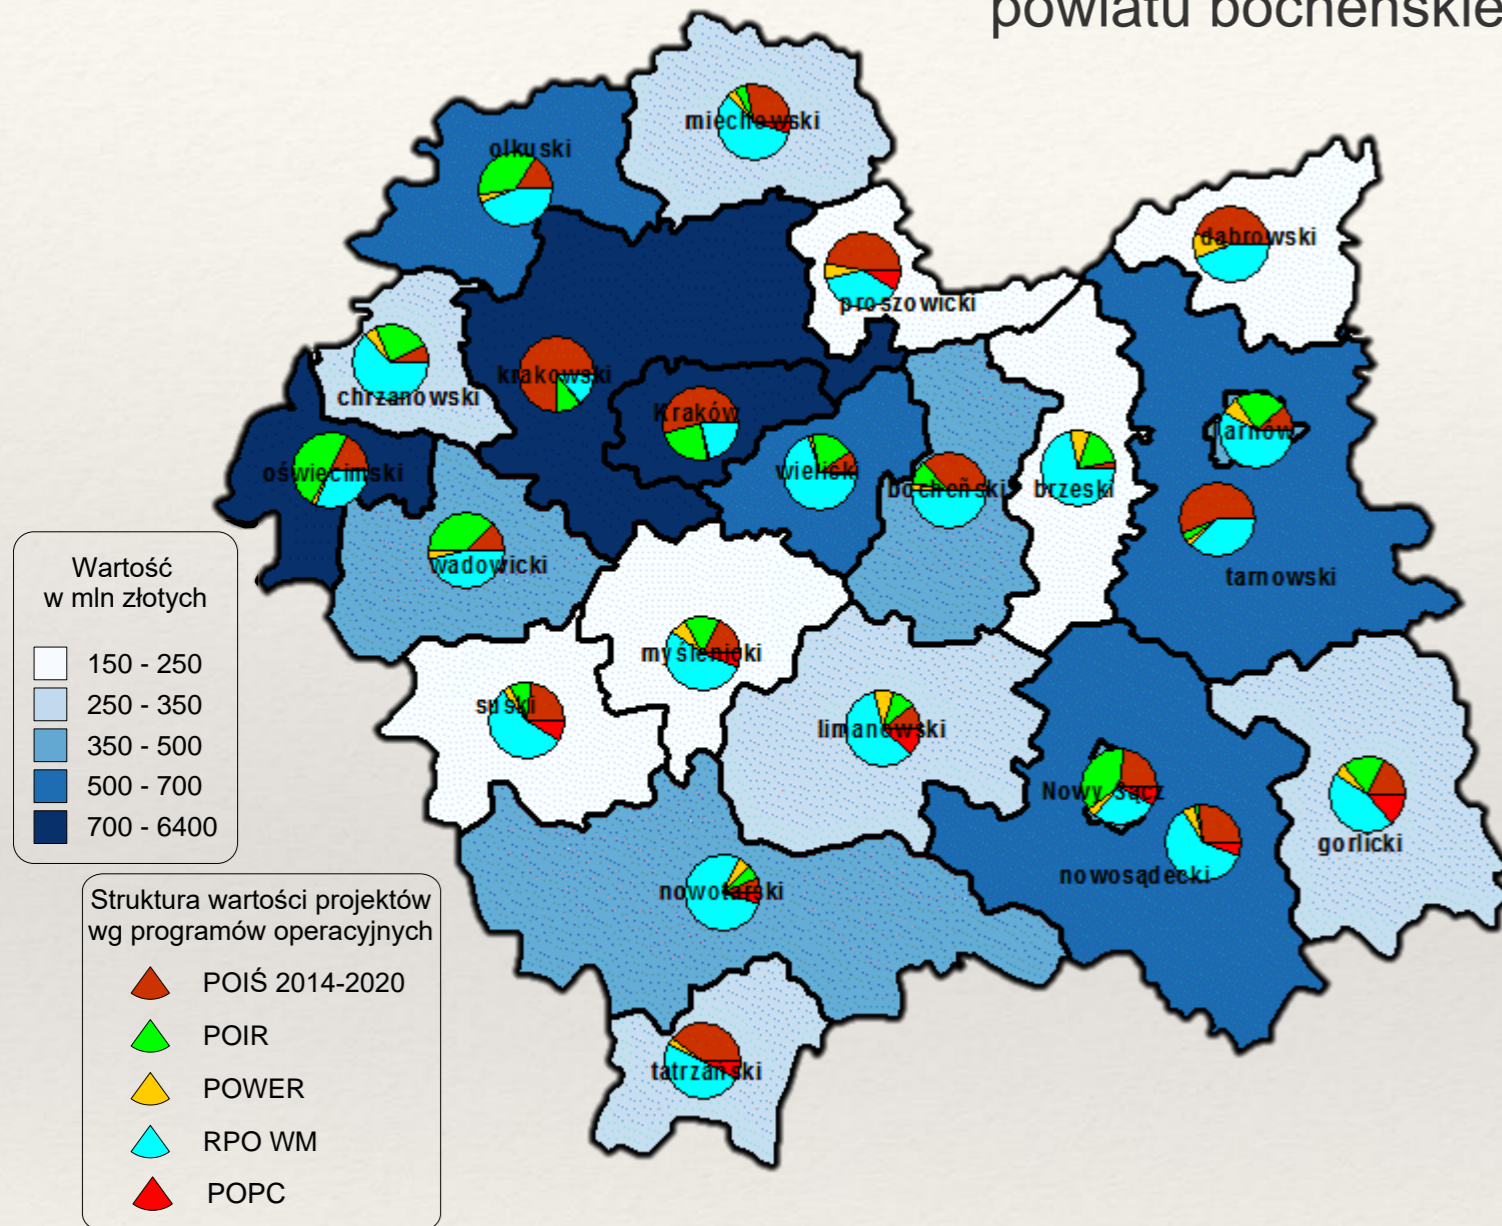 powiatu bocheńskie
miechowski
olkuski
dąbrowski
proszowicki
chrzanowski
krakowski
Kraków
Tarnów
oświęcimski
wielicki
bocheński
brzeski
wadowicki
tarnowski
myślenicki
suski
limanowski
Nowy Sącz
gorlicki
nowosądecki
nowotarski
tatrzański
Wartość
w mln złotych
150 - 250
250 - 350
350 - 500
500 - 700
700 - 6400
Struktura wartości projektów
wg programów operacyjnych
POIŚ 2014-2020
POIR
POWER
RPO WM
POPC